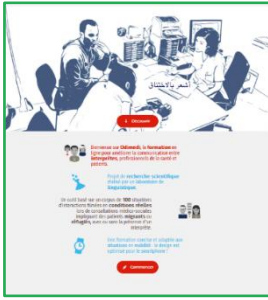 أشعر بالاختناق
Découvrir
Bienvenue sur Odimedi, la formation en
ligne pour améliorer la communication entre
interprètes, professionnels de la santé et
patients.
Projet de recherche scientifique
réalisé par un laboratoire de
linguistique.
Un outil basé sur un corpus de 100 situations
d'interactions filmées en conditions réelles
lors de consultations médico-sociales
impliquant des patients migrants ou
réfugiés, avec ou sans la présence d'un
interprète.
Une formation continue et adaptée aux
situations en mobilité : le design est
optimisé pour le smartphone !
Commencer